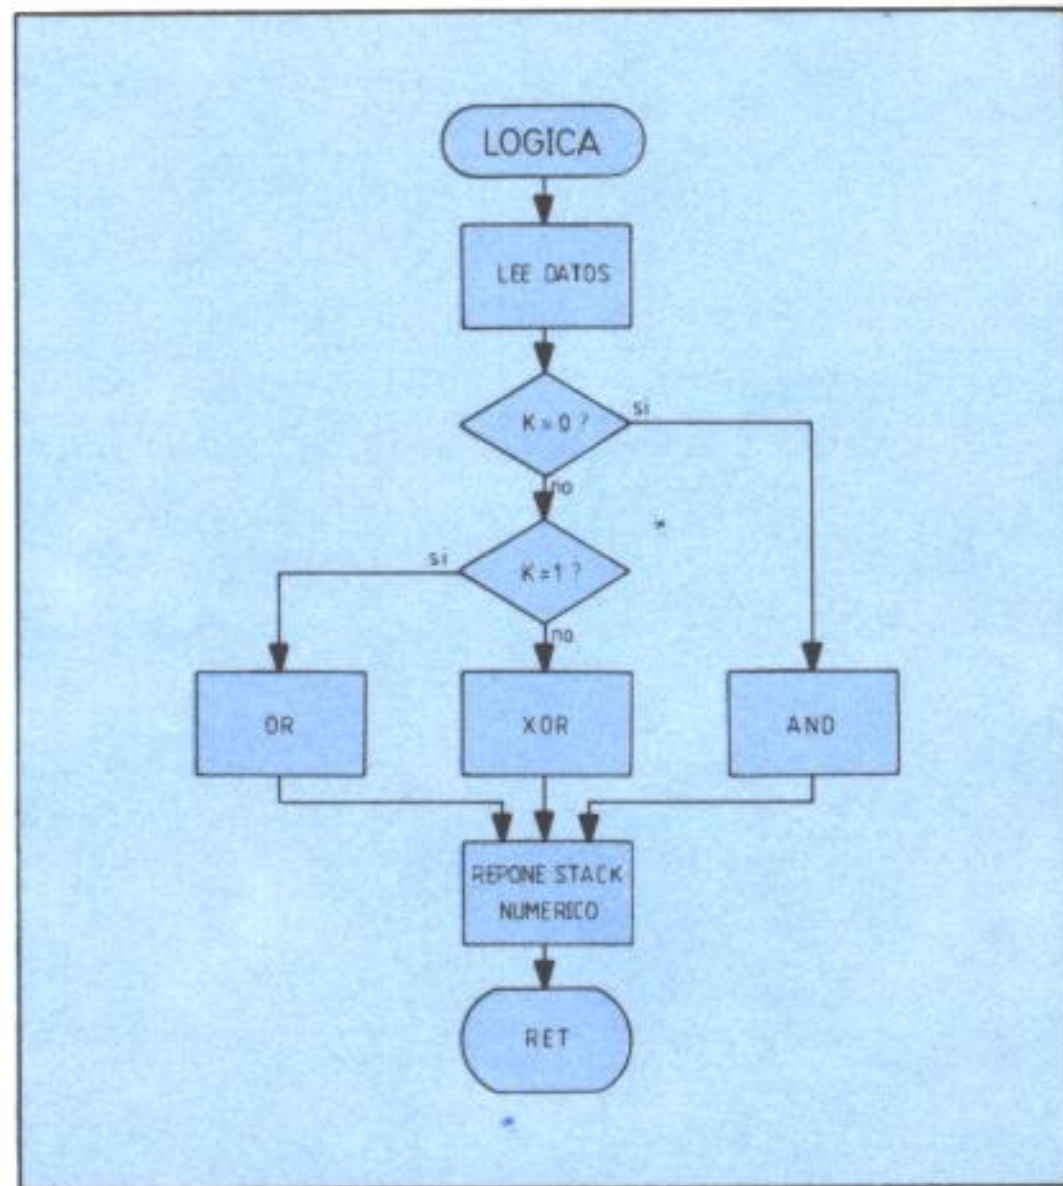 LOGICA
LEE DATOS
K = 0 ?
si
no
K = 1 ?
si
no
OR
XOR
AND
REPONE STACK
NUMERICO
RET